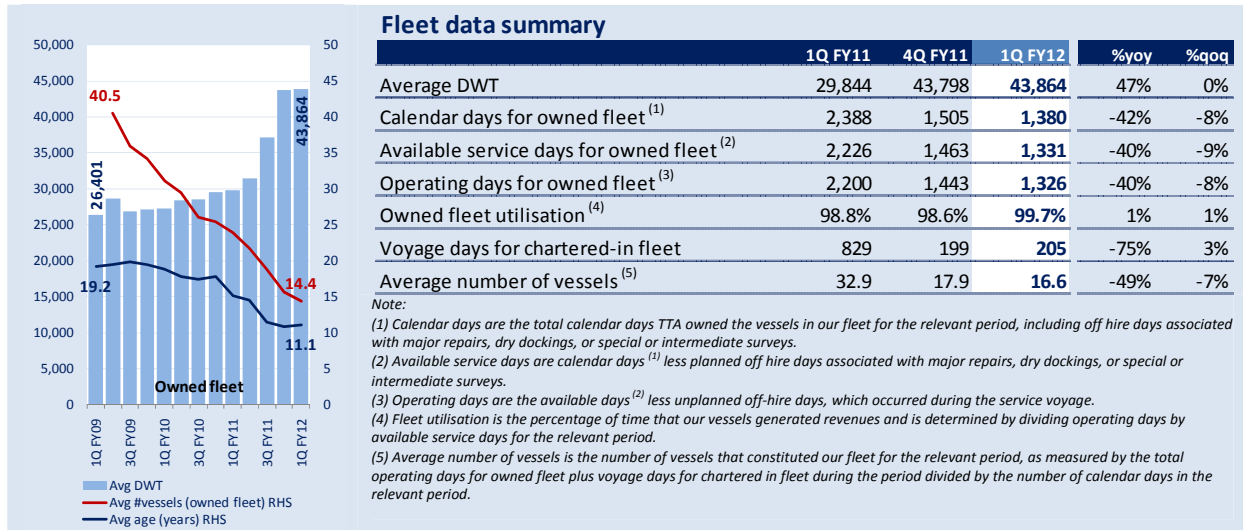 Fleet data summary
1Q FY11 4Q FY11 1Q FY12 %yoy %qoq
Average DWT 29,844 43,798 43,864 47% 0%
Calendar days for owned fleet (1) 2,388 1,505 1,380 -42% -8%
Available service days for owned fleet (2) 2,226 1,463 1,331 -40% -9%
Operating days for owned fleet (3) 2,200 1,443 1,326 -40% -8%
Owned fleet utilisation (4) 98.8% 98.6% 99.7% 1% 1%
Voyage days for chartered-in fleet 829 199 205 -75% 3%
Average number of vessels (5) 32.9 17.9 16.6 -49% -7%
Note:
(1) Calendar days are the total calendar days TTA owned the vessels in our fleet for the relevant period, including off hire days associated
with major repairs, dry dockings, or special or intermediate surveys.
(2) Available service days are calendar days (1) less planned off hire days associated with major repairs, dry dockings, or special or
intermediate surveys.
(3) Operating days are the available days (2) less unplanned off-hire days, which occurred during the service voyage.
(4) Fleet utilisation is the percentage of time that our vessels generated revenues and is determined by dividing operating days by
available service days for the relevant period.
(5) Average number of vessels is the number of vessels that constituted our fleet for the relevant period, as measured by the total
operating days for owned fleet plus voyage days for chartered in fleet during the period divided by the number of calendar days in the
relevant period.
50,000 50
45,000 45
40,000 40
35,000 35
30,000 30
25,000 25
20,000 20
15,000 15
10,000 10
5,000 5
0 0
40.5
43,864
26,401
19.2
14.4
11.1
Owned fleet
1Q FY09
3Q FY09
1Q FY10
3Q FY10
1Q FY11
3Q FY11
1Q FY12
Avg DWT
Avg #vessels (owned fleet) RHS
Avg age (years) RHS